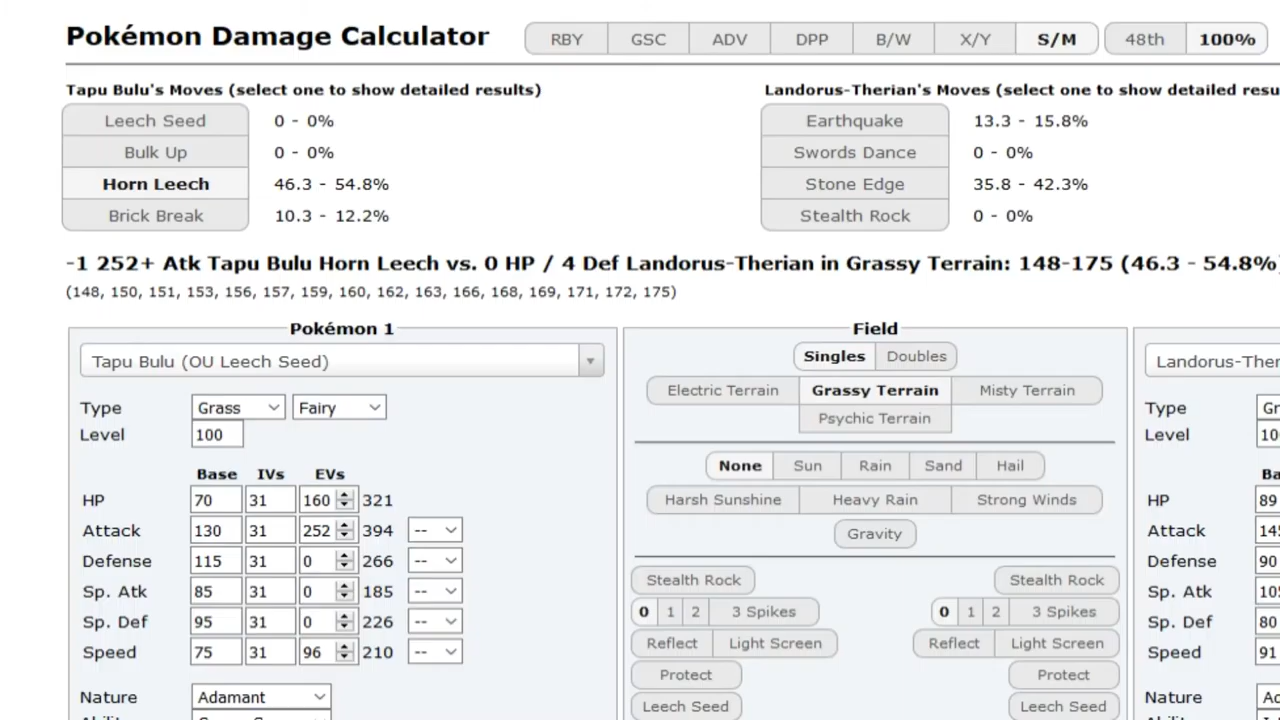 Pokémon Damage Calculator RBY GSC ADV DPP B/W X/Y S/M 48th 100%
Tapu Bulu's Moves (select one to show detailed results) Landorus-Therian's Moves (select one to show detailed resu
Leech Seed 0 - 0% Earthquake 13.3 - 15.8%
Bulk Up 0 - 0% Swords Dance 0 - 0%
Horn Leech 46.3 - 54.8% Stone Edge 35.8 - 42.3%
Brick Break 10.3 - 12.2% Stealth Rock 0 - 0%
-1 252+ Atk Tapu Bulu Horn Leech vs. 0 HP / 4 Def Landorus-Therian in Grassy Terrain: 148-175 (46.3 - 54.8%)
(148, 150, 151, 153, 156, 157, 159, 160, 162, 163, 166, 168, 169, 171, 172, 175)
Pokémon 1
Tapu Bulu (OU Leech Seed)
Type Grass Fairy
Level 100
Base IVs EVs
HP 70 31 160 321
Attack 130 31 252 394 --
Defense 115 31 0 266 --
Sp. Atk 85 31 0 185 --
Sp. Def 95 31 0 226 --
Speed 75 31 96 210 --
Nature Adamant
Field
Singles Doubles
Electric Terrain Grassy Terrain Misty Terrain
Psychic Terrain
None Sun Rain Sand Hail
Harsh Sunshine Heavy Rain Strong Winds
Gravity
Stealth Rock Stealth Rock
0 1 2 3 Spikes 0 1 2 3 Spikes
Reflect Light Screen Reflect Light Screen
Protect Protect
Leech Seed Leech Seed
Landorus-Ther
Type Gr
Level 10
Ba
HP 89
Attack 145
Defense 90
Sp. Atk 105
Sp. Def 80
Speed 91
Nature Ad